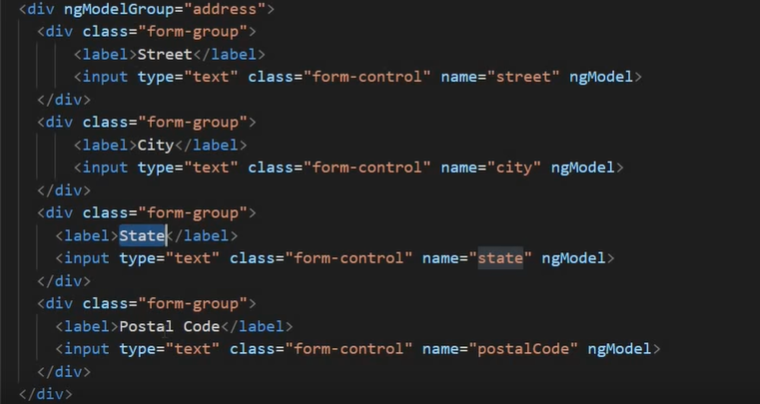 <div ngModelGroup="address">
<div class="form-group">
<label>Street</label>
<input type="text" class="form-control" name="street" ngModel>
</div>
<div class="form-group">
<label>City</label>
<input type="text" class="form-control" name="city" ngModel>
</div>
<div class="form-group">
<label>State</label>
<input type="text" class="form-control" name="state" ngModel>
</div>
<div class="form-group">
<label>Postal Code</label>
<input type="text" class="form-control" name="postalCode" ngModel>
</div>
</div>